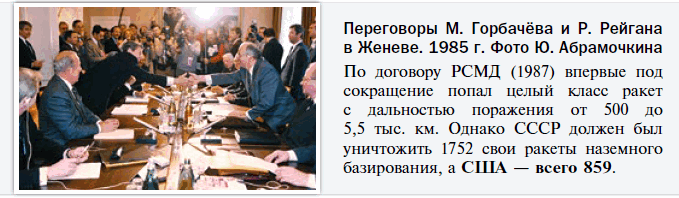 Переговоры М. Горбачёва и Р. Рейгана
в Женеве. 1985 г. Фото Ю. Абрамочкина
По договору РСМД (1987) впервые под
сокращение попал целый класс ракет
с дальностью поражения от 500 до
5,5 тыс. км. Однако СССР должен был
уничтожить 1752 свои ракеты наземного
базирования, а США — всего 859.